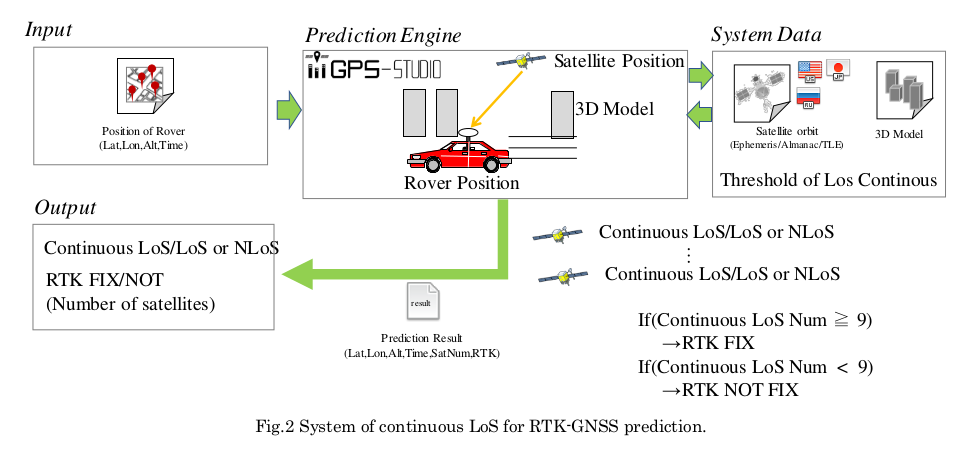 Input
Position of Rover
(Lat,Lon,Alt,Time)
Prediction Engine
GPS-STUDIO
Satellite Position
3D Model
Rover Position
System Data
US
JP
RU
Satellite orbit
(Ephemeris/Almanac/TLE)
3D Model
Threshold of Los Continous
Output
Continuous LoS/LoS or NLoS
RTK FIX/NOT
(Number of satellites)
result
Prediction Result
(Lat,Lon,Alt,Time,SatNum,RTK)
Continuous LoS/LoS or NLoS
⋮
Continuous LoS/LoS or NLoS
If(Continuous LoS Num ≧ 9)
→RTK FIX
If(Continuous LoS Num < 9)
→RTK NOT FIX
Fig.2 System of continuous LoS for RTK-GNSS prediction.